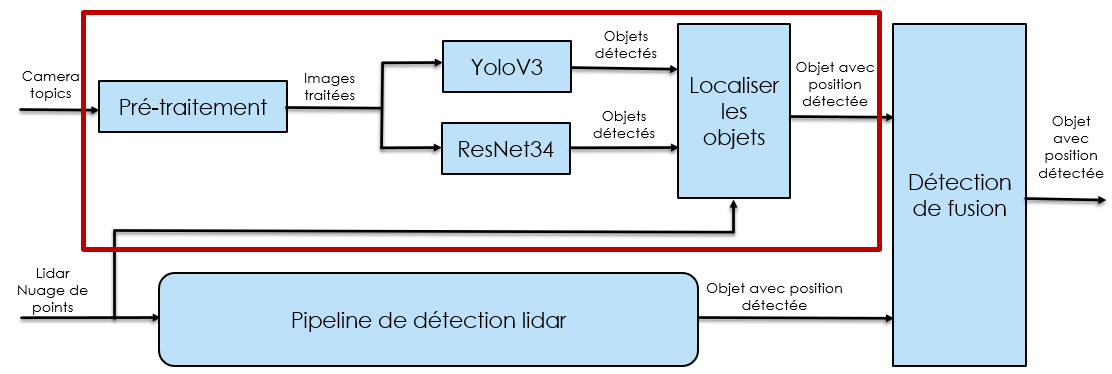 Camera
topics
Pré-traitement
Images
traitées
YoloV3
ResNet34
Objets
détectés
Objets
détectés
Localiser
les
objets
Objet avec
position
détectée
Détection
de fusion
Objet
avec
position
détectée
Lidar
Nuage de
points
Pipeline de détection lidar
Objet avec position
détectée